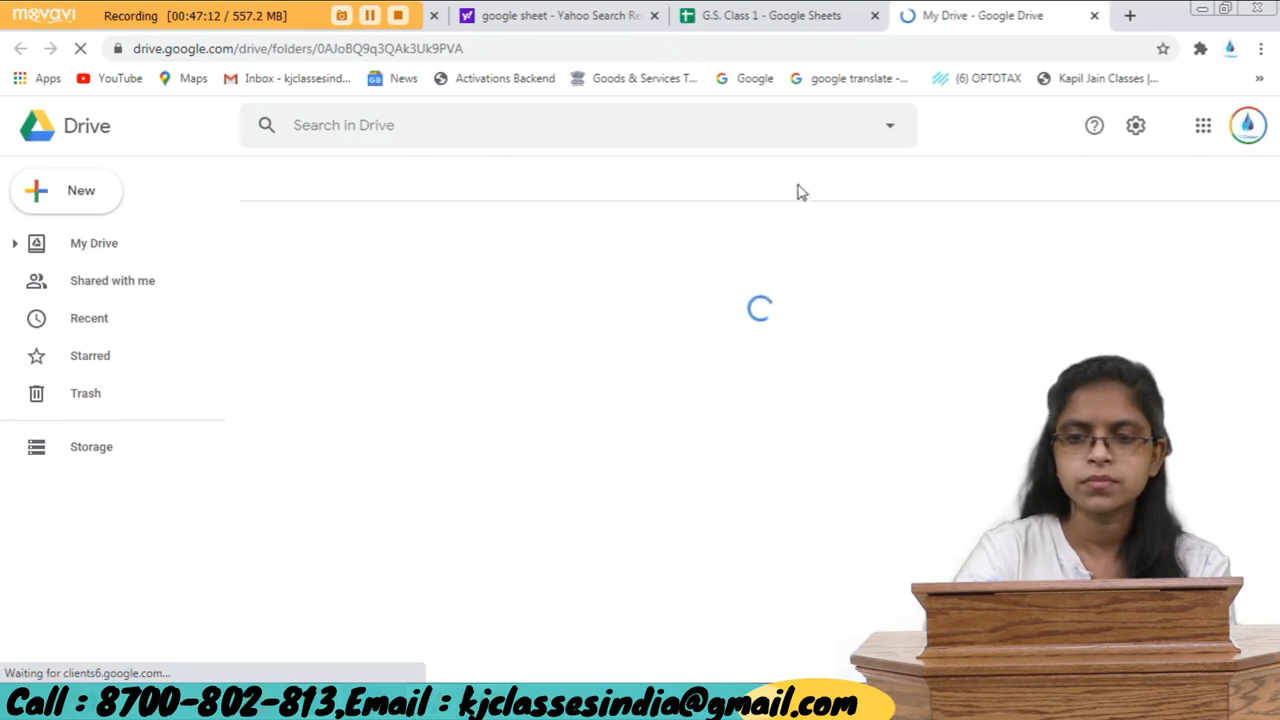 movavi
Recording [00:47:12 / 557.2 MB]
google sheet - Yahoo Search Re
G.S. Class 1 - Google Sheets
My Drive - Google Drive
drive.google.com/drive/folders/0AJoBQ9q3QAk3Uk9PVA
Apps
YouTube
Maps
Inbox - kjclassesind...
News
Activations Backend
Goods & Services T...
Google
google translate -...
(6) OPTOTAX
Kapil Jain Classes |...
Drive
Search in Drive
New
My Drive
Shared with me
Recent
Starred
Trash
Storage
Waiting for clients6.google.com...
Call : 8700-802-813,Email : kjclassesindia@gmail.com